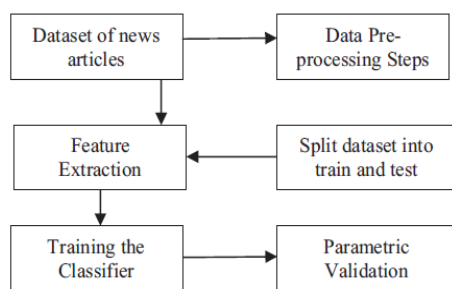 Dataset of news
articles
Data Pre-
processing Steps
Feature
Extraction
Split dataset into
train and test
Training the
Classifier
Parametric
Validation